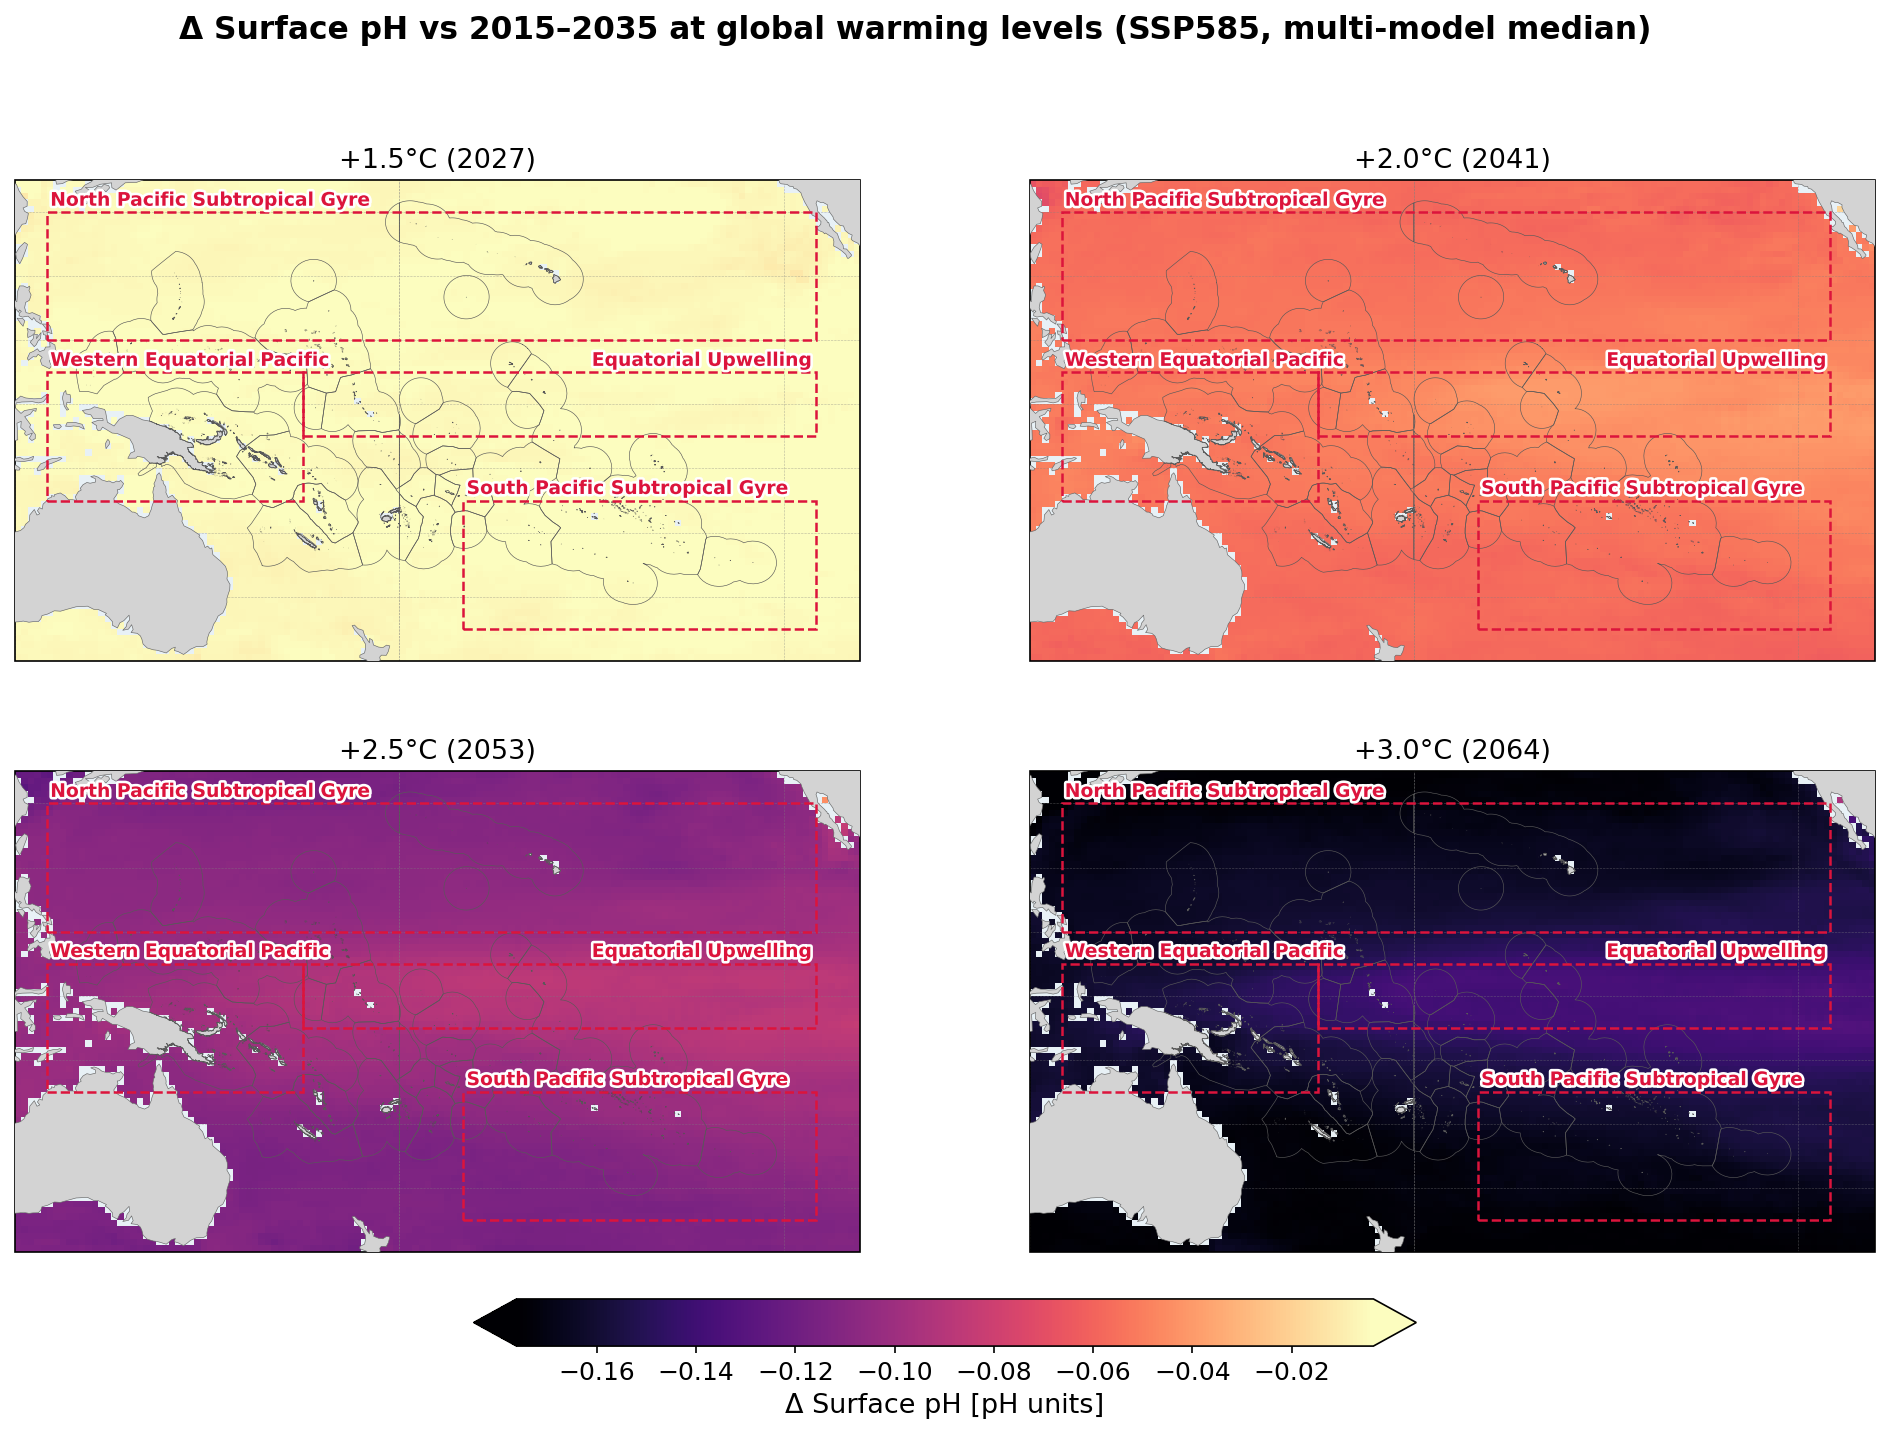 Δ Surface pH vs 2015–2035 at global warming levels (SSP585, multi-model median)
+1.5°C (2027)
North Pacific Subtropical Gyre
Western Equatorial Pacific
Equatorial Upwelling
South Pacific Subtropical Gyre
+2.0°C (2041)
North Pacific Subtropical Gyre
Western Equatorial Pacific
Equatorial Upwelling
South Pacific Subtropical Gyre
+2.5°C (2053)
North Pacific Subtropical Gyre
Western Equatorial Pacific
Equatorial Upwelling
South Pacific Subtropical Gyre
+3.0°C (2064)
North Pacific Subtropical Gyre
Western Equatorial Pacific
Equatorial Upwelling
South Pacific Subtropical Gyre
−0.16 −0.14 −0.12 −0.10 −0.08 −0.06 −0.04 −0.02
Δ Surface pH [pH units]